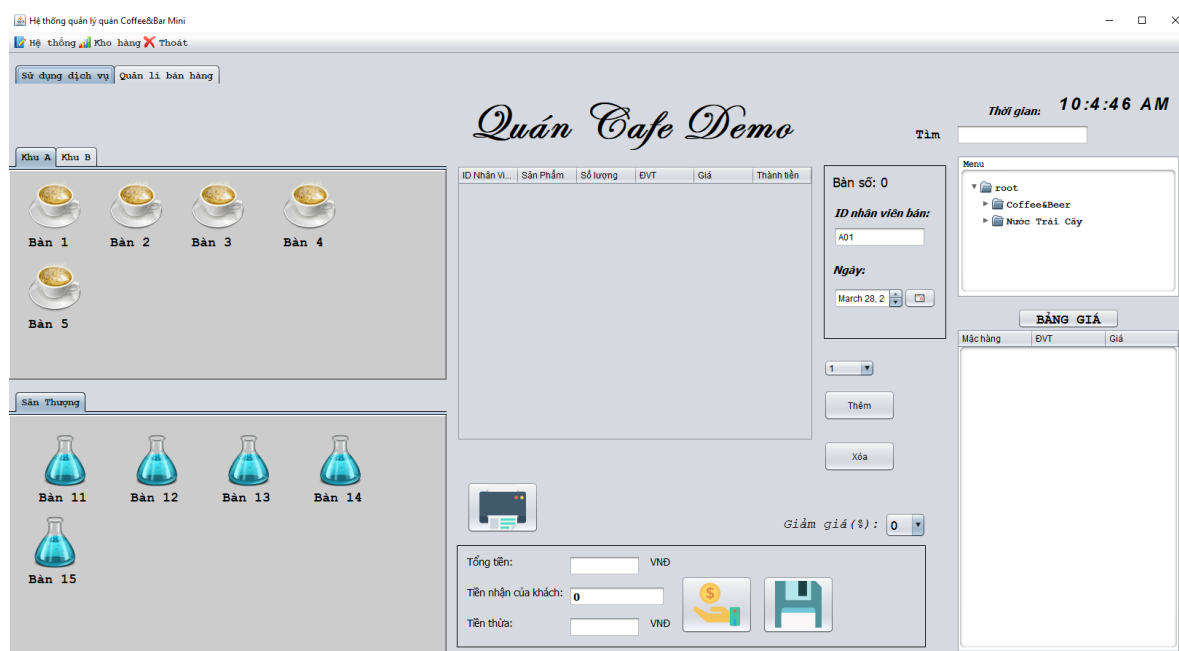 Hệ thống quản lý quán Coffee&Bar Mini
Hệ thống Kho hàng Thoát
Sử dụng dịch vụ Quản lí bán hàng
Quán Cafe Demo
Thời gian: 10:4:46 AM
Tìm
Khu A Khu B
Bàn 1 Bàn 2 Bàn 3 Bàn 4
Bàn 5
Sân Thượng
Bàn 11 Bàn 12 Bàn 13 Bàn 14
Bàn 15
ID Nhân Vi... Sản Phẩm Số lượng ĐVT Giá Thành tiền
Bàn số: 0
ID nhân viên bán:
A01
Ngày:
March 28, 2
1
Thêm
Xóa
Giảm giá(%): 0
Tổng tiền: VNĐ
Tiền nhận của khách: 0
Tiền thừa: VNĐ
Menu
root
Coffee&Beer
Nước Trái Cây
BẢNG GIÁ
Mặc hàng ĐVT Giá